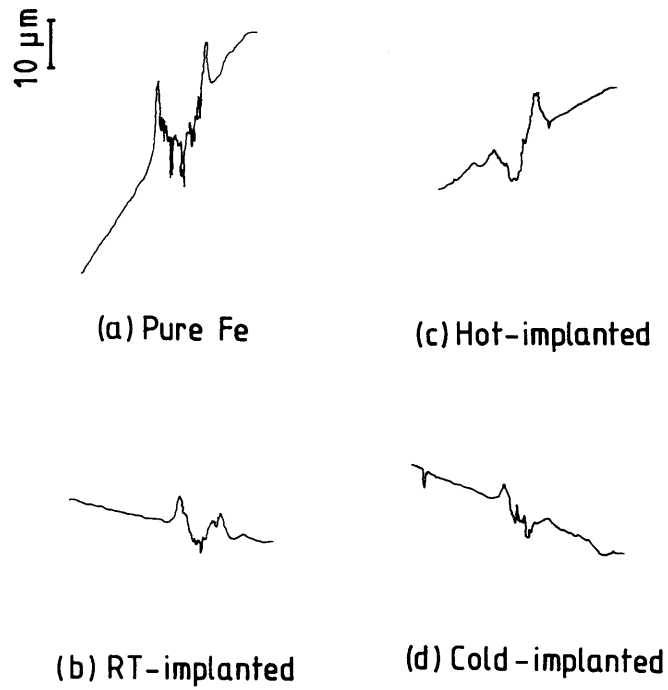 10 µm
(a) Pure Fe
(c) Hot-implanted
(b) RT-implanted
(d) Cold-implanted